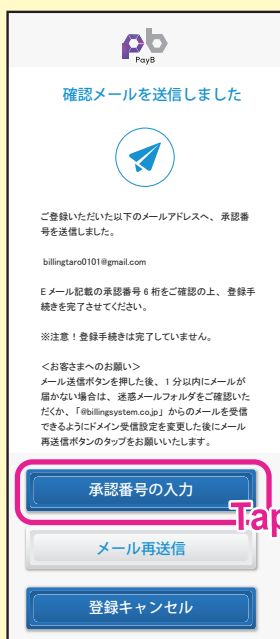 pb
PayB
確認メールを送信しました
ご登録いただいた以下のメールアドレスへ、承認番
号を送信しました。
billingtaro0101@gmail.com
Eメール記載の承認番号6桁をご確認の上、登録手
続きを完了させてください。
※注意！登録手続きは完了していません。
＜お客さまへのお願い＞
メール送信ボタンを押した後、1分以内にメールが
届かない場合は、迷惑メールフォルダをご確認いた
だくか、「@billingsystem.co.jp」からのメールを受信
できるようにドメイン受信設定を変更した後にメール
再送信ボタンのタップをお願いいたします。
承認番号の入力
Tap
メール再送信
登録キャンセル